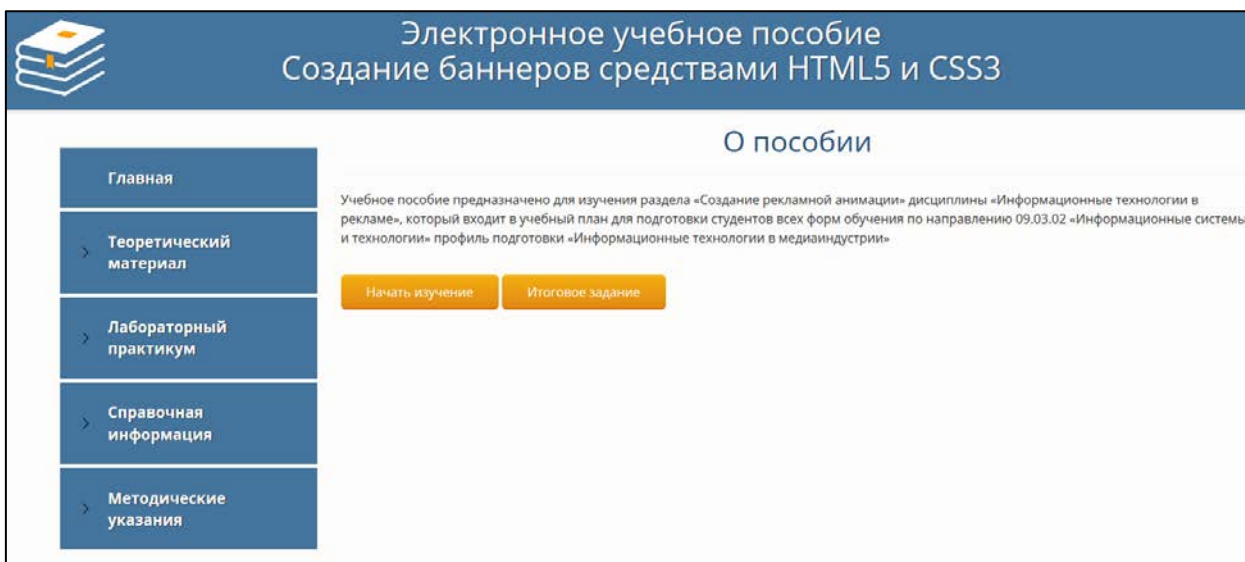 Электронное учебное пособие
Создание баннеров средствами HTML5 и CSS3
Главная
Теоретический
материал
Лабораторный
практикум
Справочная
информация
Методические
указания
О пособии
Учебное пособие предназначено для изучения раздела «Создание рекламной анимации» дисциплины «Информационные технологии в
рекламе», который входит в учебный план для подготовки студентов всех форм обучения по направлению 09.03.02 «Информационные системы
и технологии» профиль подготовки «Информационные технологии в медиаиндустрии»
Начать изучение
Итоговое задание